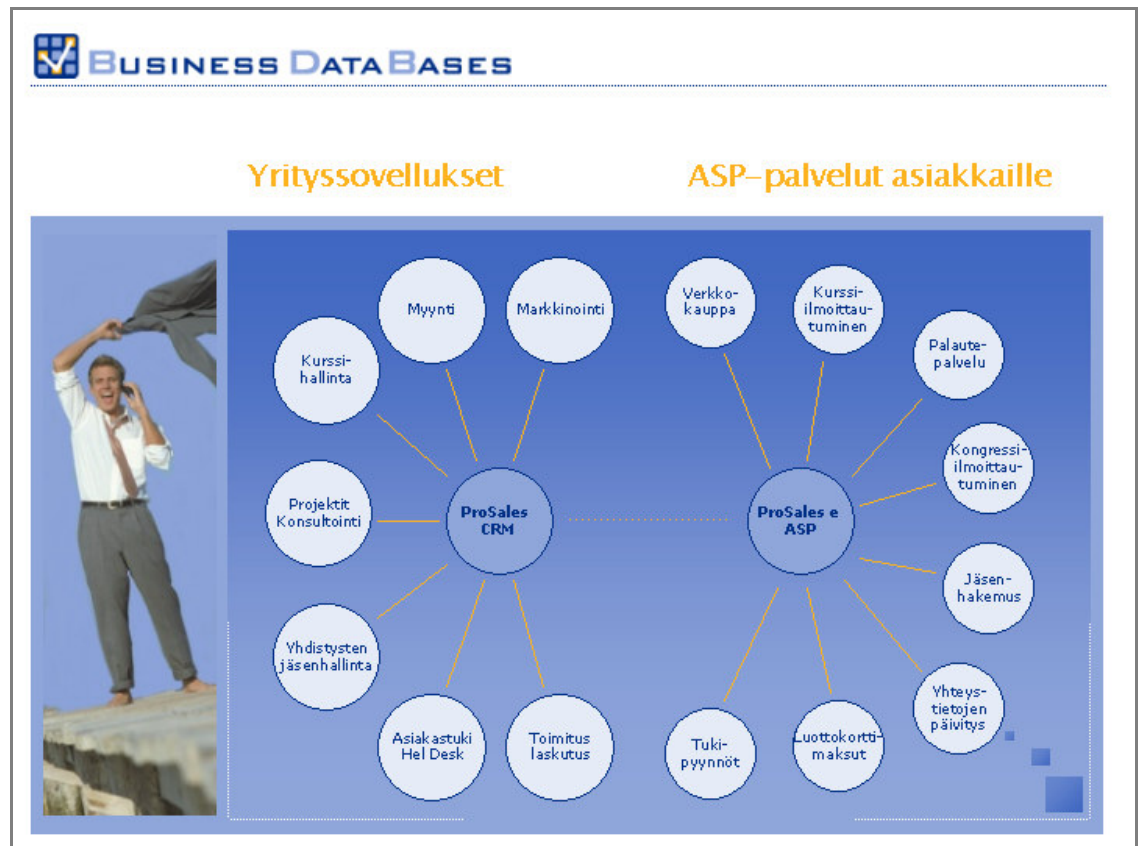 BUSINESS DATABASES
Yrityssovellukset
ASP-palvelut asiakkaille
Myynti
Markkinointi
Kurssi-
hallinta
Projektit
Konsultointi
ProSales
CRM
Yhdistysten
jäsenhallinta
Asiakastuki
Hel Desk
Toimitus
laskutus
Verkko-
kauppa
Kurssi-
ilmoittau-
tuminen
Palaute-
palvelu
Kongressi-
ilmoittau-
tuminen
ProSales e
ASP
Jäsen-
hakemus
Yhteys-
tietojen
päivitys
Luottokortti-
maksut
Tuki-
pyynnöt